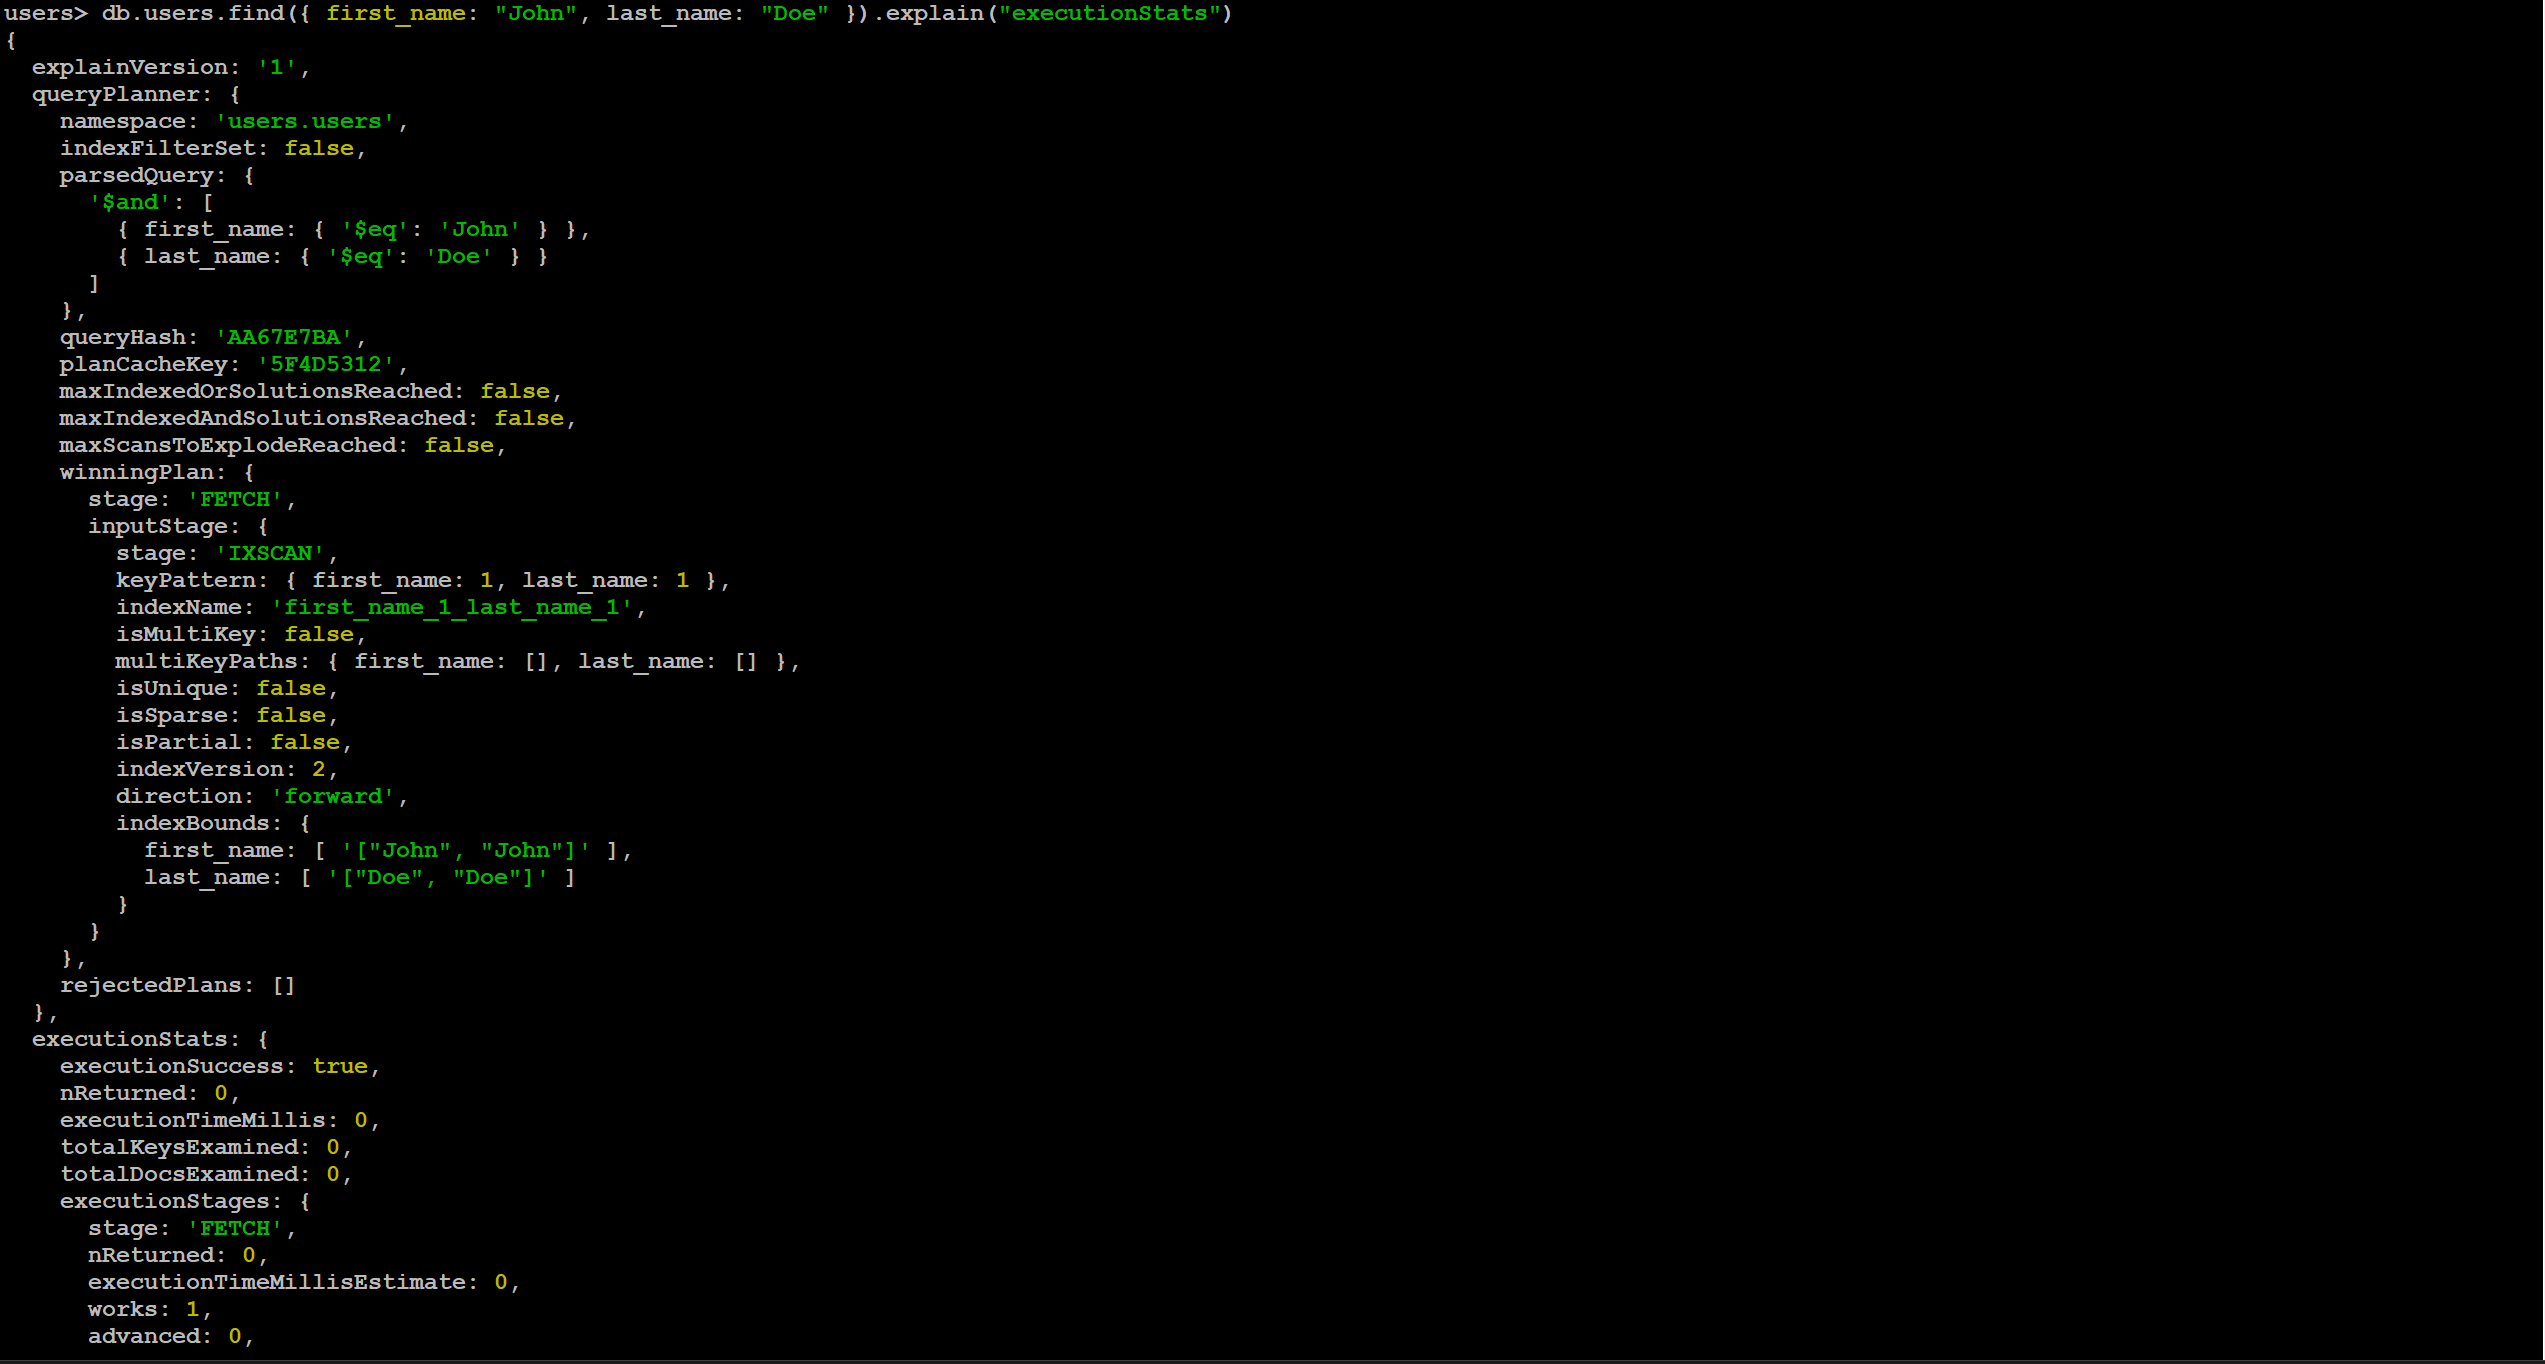 users> db.users.find({ first_name: "John", last_name: "Doe" }).explain("executionStats")
{
  explainVersion: '1',
  queryPlanner: {
    namespace: 'users.users',
    indexFilterSet: false,
    parsedQuery: {
      '$and': [
        { first_name: { '$eq': 'John' } },
        { last_name: { '$eq': 'Doe' } }
      ]
    },
    queryHash: 'AA67E7BA',
    planCacheKey: '5F4D5312',
    maxIndexedOrSolutionsReached: false,
    maxIndexedAndSolutionsReached: false,
    maxScansToExplodeReached: false,
    winningPlan: {
      stage: 'FETCH',
      inputStage: {
        stage: 'IXSCAN',
        keyPattern: { first_name: 1, last_name: 1 },
        indexName: 'first_name_1_last_name_1',
        isMultiKey: false,
        multiKeyPaths: { first_name: [], last_name: [] },
        isUnique: false,
        isSparse: false,
        isPartial: false,
        indexVersion: 2,
        direction: 'forward',
        indexBounds: {
          first_name: [ '["John", "John"]' ],
          last_name: [ '["Doe", "Doe"]' ]
        }
      }
    },
    rejectedPlans: []
  },
  executionStats: {
    executionSuccess: true,
    nReturned: 0,
    executionTimeMillis: 0,
    totalKeysExamined: 0,
    totalDocsExamined: 0,
    executionStages: {
      stage: 'FETCH',
      nReturned: 0,
      executionTimeMillisEstimate: 0,
      works: 1,
      advanced: 0,